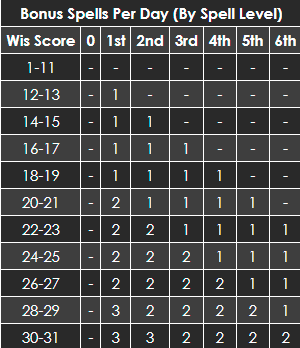 Bonus Spells Per Day (By Spell Level)
Wis Score 0 1st 2nd 3rd 4th 5th 6th
1-11 - - - - - - -
12-13 - 1 - - - - -
14-15 - 1 1 - - - -
16-17 - 1 1 1 - - -
18-19 - 1 1 1 1 - -
20-21 - 2 1 1 1 1 -
22-23 - 2 2 1 1 1 1
24-25 - 2 2 2 1 1 1
26-27 - 2 2 2 2 1 1
28-29 - 3 2 2 2 2 1
30-31 - 3 3 2 2 2 2